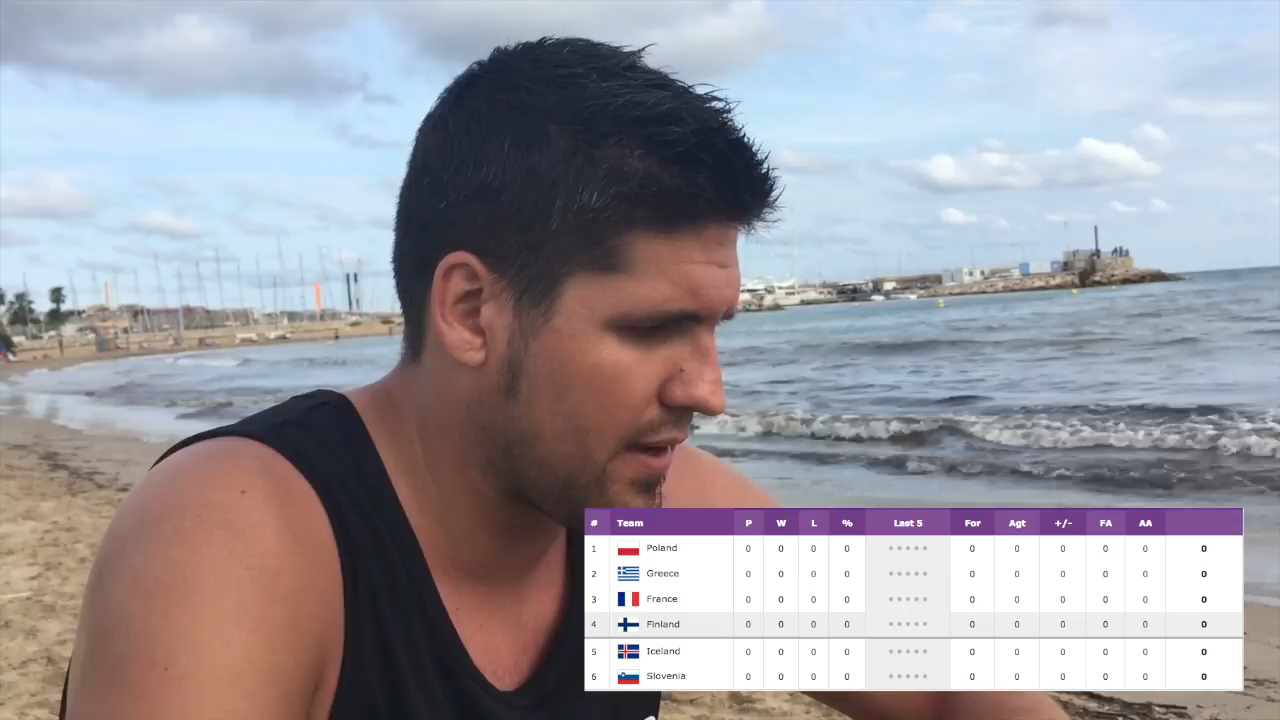 # Team P W L % Last 5 For Agt +/- FA AA
1 Poland 0 0 0 0 0 0 0 0 0 0
2 Greece 0 0 0 0 0 0 0 0 0 0
3 France 0 0 0 0 0 0 0 0 0 0
4 Finland 0 0 0 0 0 0 0 0 0 0
5 Iceland 0 0 0 0 0 0 0 0 0 0
6 Slovenia 0 0 0 0 0 0 0 0 0 0